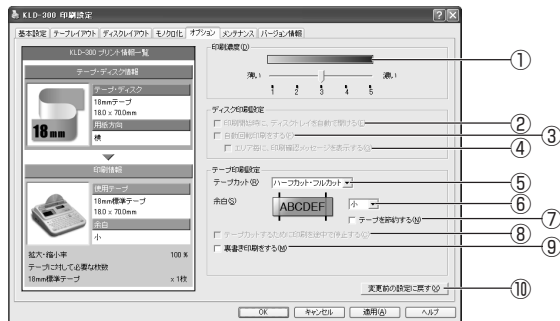 KLD-300 印刷設定
基本設定 テープレイアウト ディスクレイアウト モノクロ化 オプション メンテナンス バージョン情報
KLD-300 プリント情報一覧
テープ・ディスク情報
テープ・ディスク
18mmテープ
18.0 x 70.0mm
用紙方向
横
18mm
印刷情報
使用テープ
18mm標準テープ
18.0 x 70.0mm
余白
小
拡大・縮小率 100 %
テープに対して必要な枚数
18mm標準テープ × 1枚
印刷濃度(D)
薄い 濃い
1 2 3 4 5
①
ディスク印刷設定
印刷開始時に、ディスクトレイを自動で開ける(E)
②
自動回転印刷をする(F)
③
エリア毎に、印刷確認メッセージを表示する(G)
④
テープ印刷設定
テープカット(R) ハーフカット・フルカット
⑤
余白(S) ABCDEF 小
⑥
テープを節約する(N)
⑦
テープカットするために印刷を途中で停止する(C)
⑧
裏書き印刷をする(M)
⑨
変更前の設定に戻す(X)
⑩
OK キャンセル 適用(A) ヘルプ